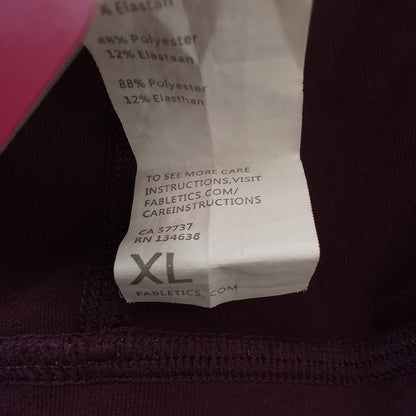 % Elastan
88% Polyester
12% Elastaan
88% Polyester
12% Elasthan
TO SEE MORE CARE
INSTRUCTIONS,VISIT
FABLETICS.COM/
CAREINSTRUCTIONS
CA 57737
RN 134638
XL
FABLETICS.COM